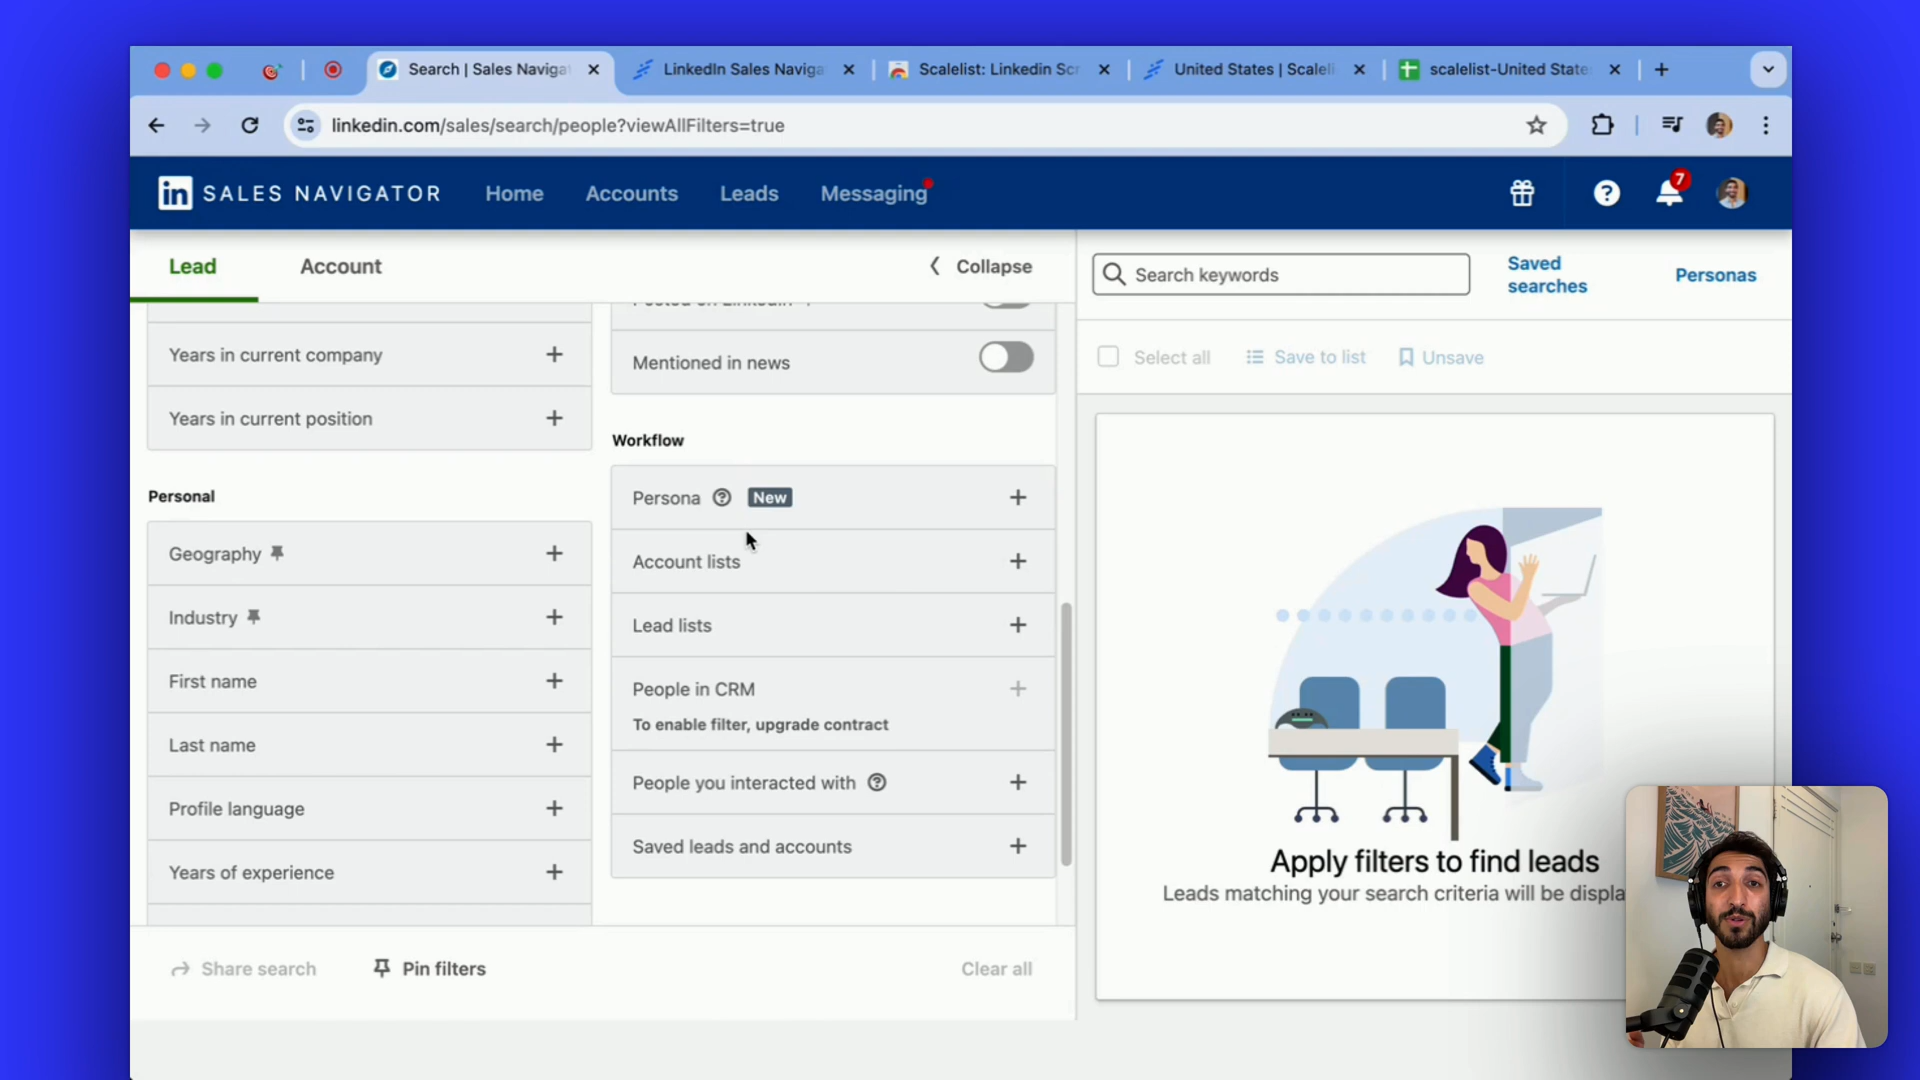 Search | Sales Naviga
LinkedIn Sales Naviga
Scalelist: Linkedin Scr
United States | Scaleli
scalelist-United State
linkedin.com/sales/search/people?viewAllFilters=true
in SALES NAVIGATOR
Home
Accounts
Leads
Messaging
7
Lead
Account
Collapse
Search keywords
Saved searches
Personas
Years in current company
Years in current position
Mentioned in news
Select all
Save to list
Unsave
Personal
Geography
Industry
First name
Last name
Profile language
Years of experience
Workflow
Persona
New
Account lists
Lead lists
People in CRM
To enable filter, upgrade contract
People you interacted with
Saved leads and accounts
Apply filters to find leads
Leads matching your search criteria will be displa
Share search
Pin filters
Clear all